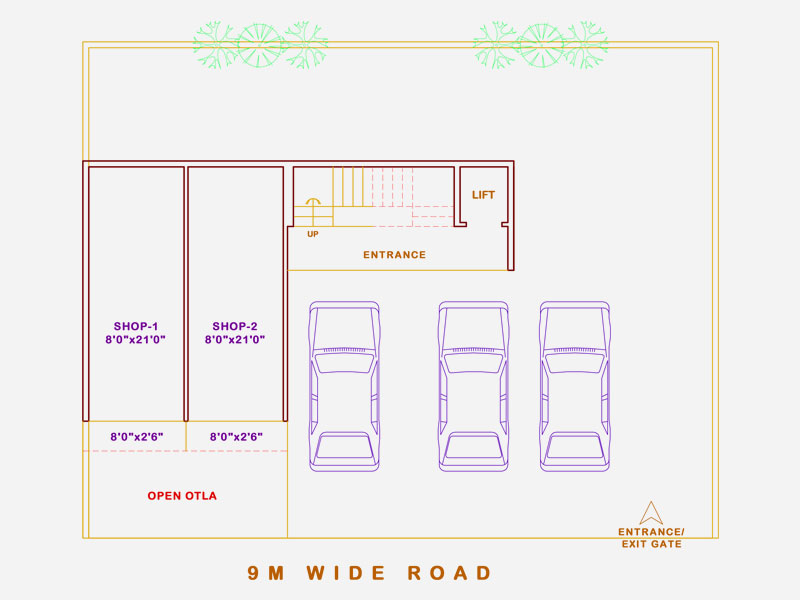 LIFT
UP
ENTRANCE
SHOP-1
8'0"x21'0"
SHOP-2
8'0"x21'0"
8'0"x2'6"
8'0"x2'6"
OPEN OTLA
ENTRANCE/
EXIT GATE
9M WIDE ROAD